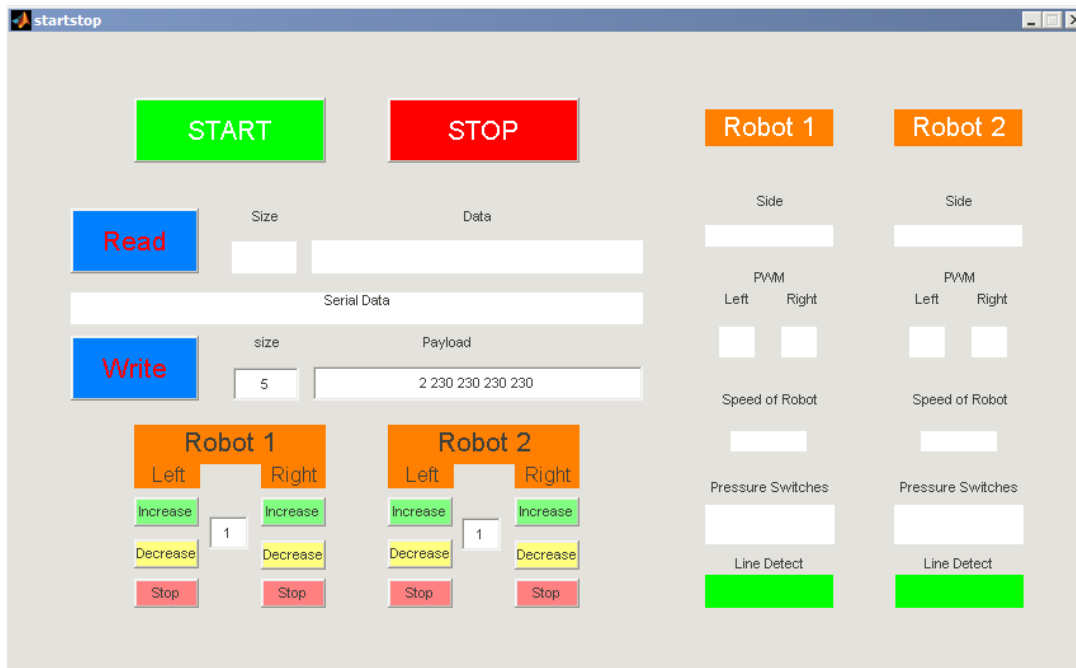 startstop
START STOP Robot 1 Robot 2
Side Side
Read Size Data
PWM PWM
Serial Data
Left Right Left Right
Write size Payload
5 2 230 230 230 230
Speed of Robot Speed of Robot
Robot 1 Robot 2
Left Right Left Right
Pressure Switches Pressure Switches
Increase Increase Increase Increase
1 1
Decrease Decrease Decrease Decrease
Line Detect Line Detect
Stop Stop Stop Stop